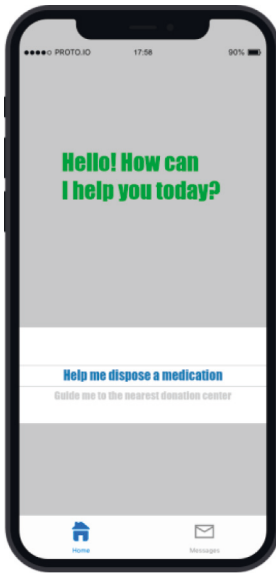 PROTO.IO 17:58 90%
Hello! How can
I help you today?
Help me dispose a medication
Guide me to the nearest donation center
Home Messages